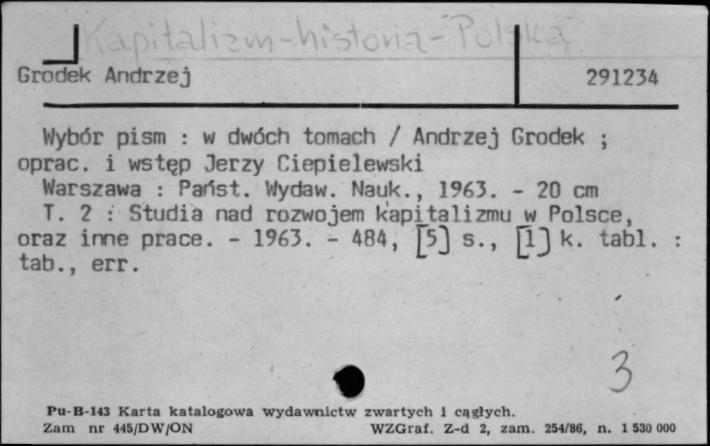 Kapitalizm-historia-Polska
Grodek Andrzej 291234
Wybór pism : w dwóch tomach / Andrzej Grodek ;
oprac. i wstęp Jerzy Ciepielewski
Warszawa : Państ. Wydaw. Nauk., 1963. - 20 cm
T. 2 : Studia nad rozwojem kapitalizmu w Polsce,
oraz inne prace. - 1963. - 484, [5] s., [1] k. tabl. :
tab., err.
3
Pu-B-143 Karta katalogowa wydawnictw zwartych i ciągłych.
Zam nr 445/DW/ON WZGraf. Z-d 2, zam. 254/86, n. 1 530 000